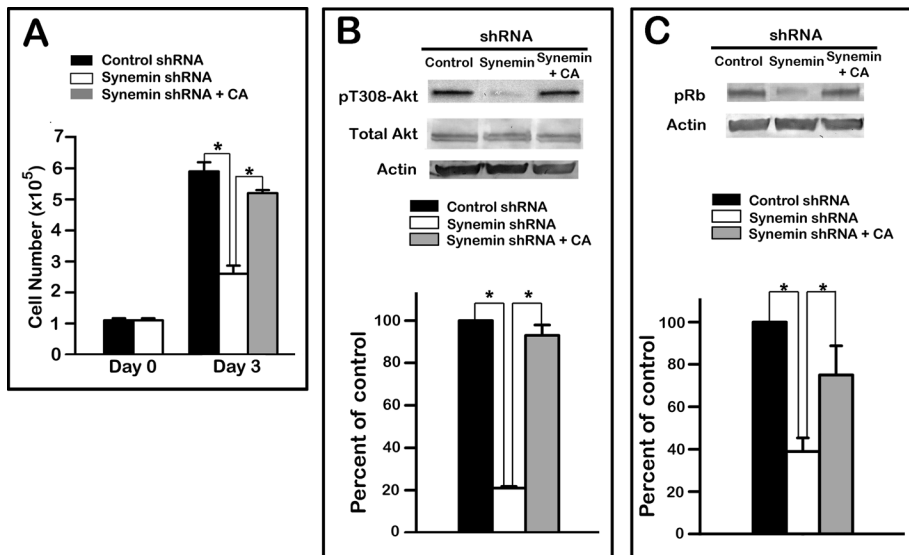 A
Control shRNA
Synemin shRNA
Synemin shRNA + CA
Cell Number (x10⁵)
7
6
5
4
3
2
1
0
*
*
Day 0
Day 3
B
shRNA
Control Synemin Synemin + CA
pT308-Akt
Total Akt
Actin
Control shRNA
Synemin shRNA
Synemin shRNA + CA
Percent of control
100
80
60
40
20
0
*
*
C
shRNA
Control Synemin Synemin + CA
pRb
Actin
Control shRNA
Synemin shRNA
Synemin shRNA + CA
Percent of control
100
80
60
40
20
0
*
*